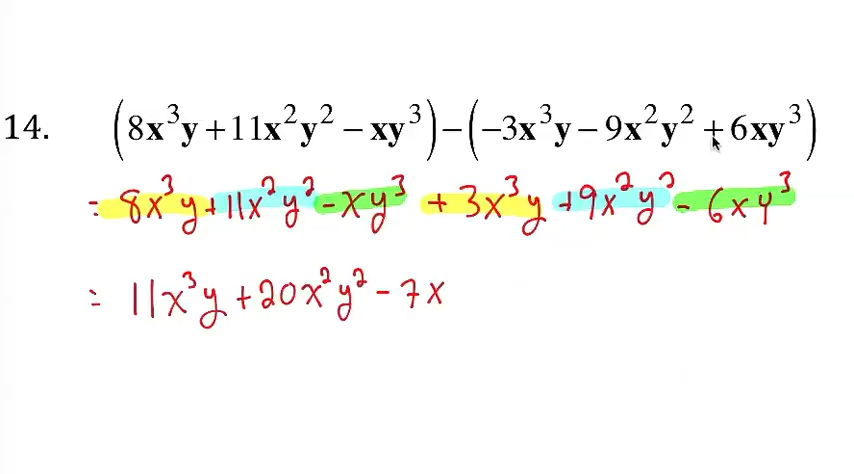 14. (8x³y + 11x²y² − xy³) − (−3x³y − 9x²y² + 6xy³)
= 8x³y + 11x²y² − xy³ + 3x³y + 9x²y² − 6xy³
= 11x³y + 20x²y² − 7x